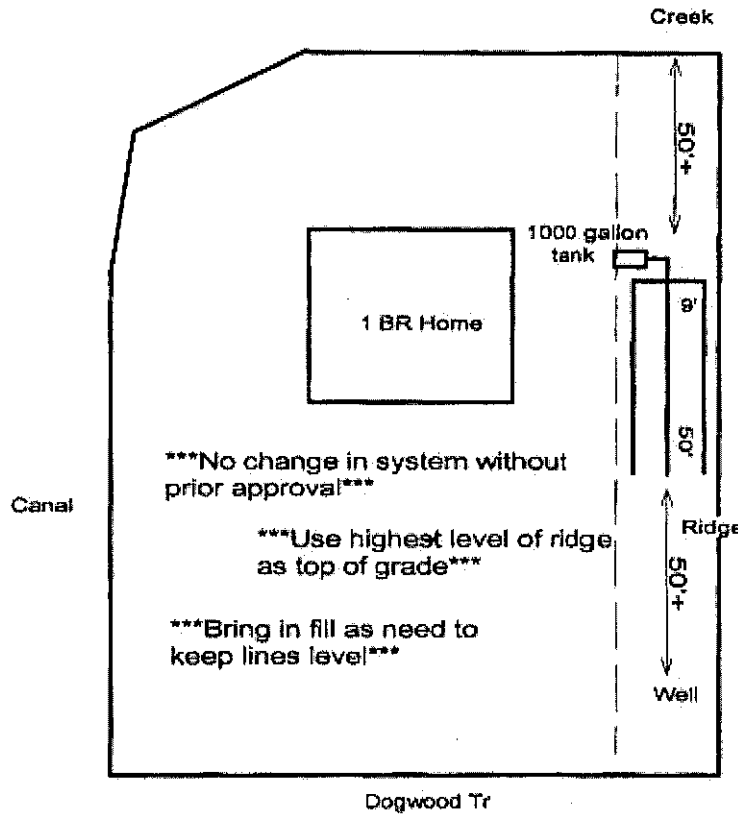 Creek
50'+
1000 gallon
tank
1 BR Home
9'
50'
***No change in system without
prior approval***
Canal
***Use highest level of ridge
as top of grade***
Ridge
50'+
***Bring in fill as need to
keep lines level***
Well
Dogwood Tr